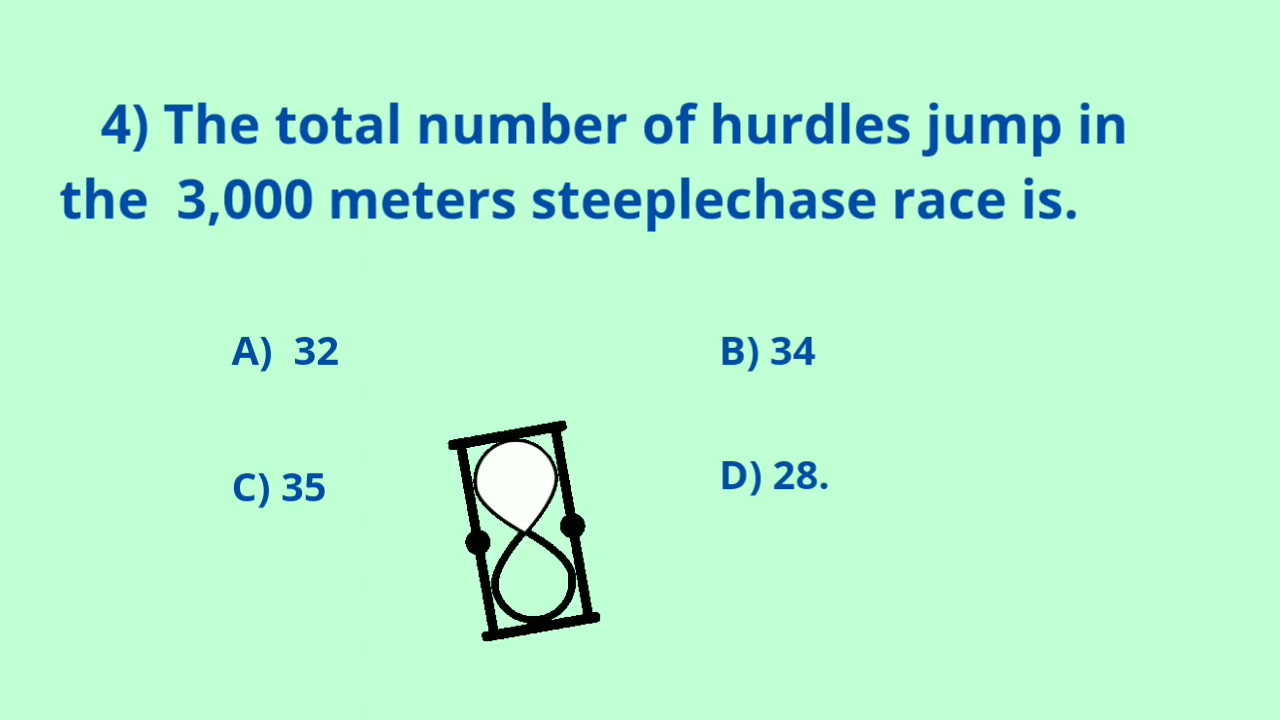 4) The total number of hurdles jump in
the  3,000 meters steeplechase race is.
A)  32
B) 34
C) 35
D) 28.